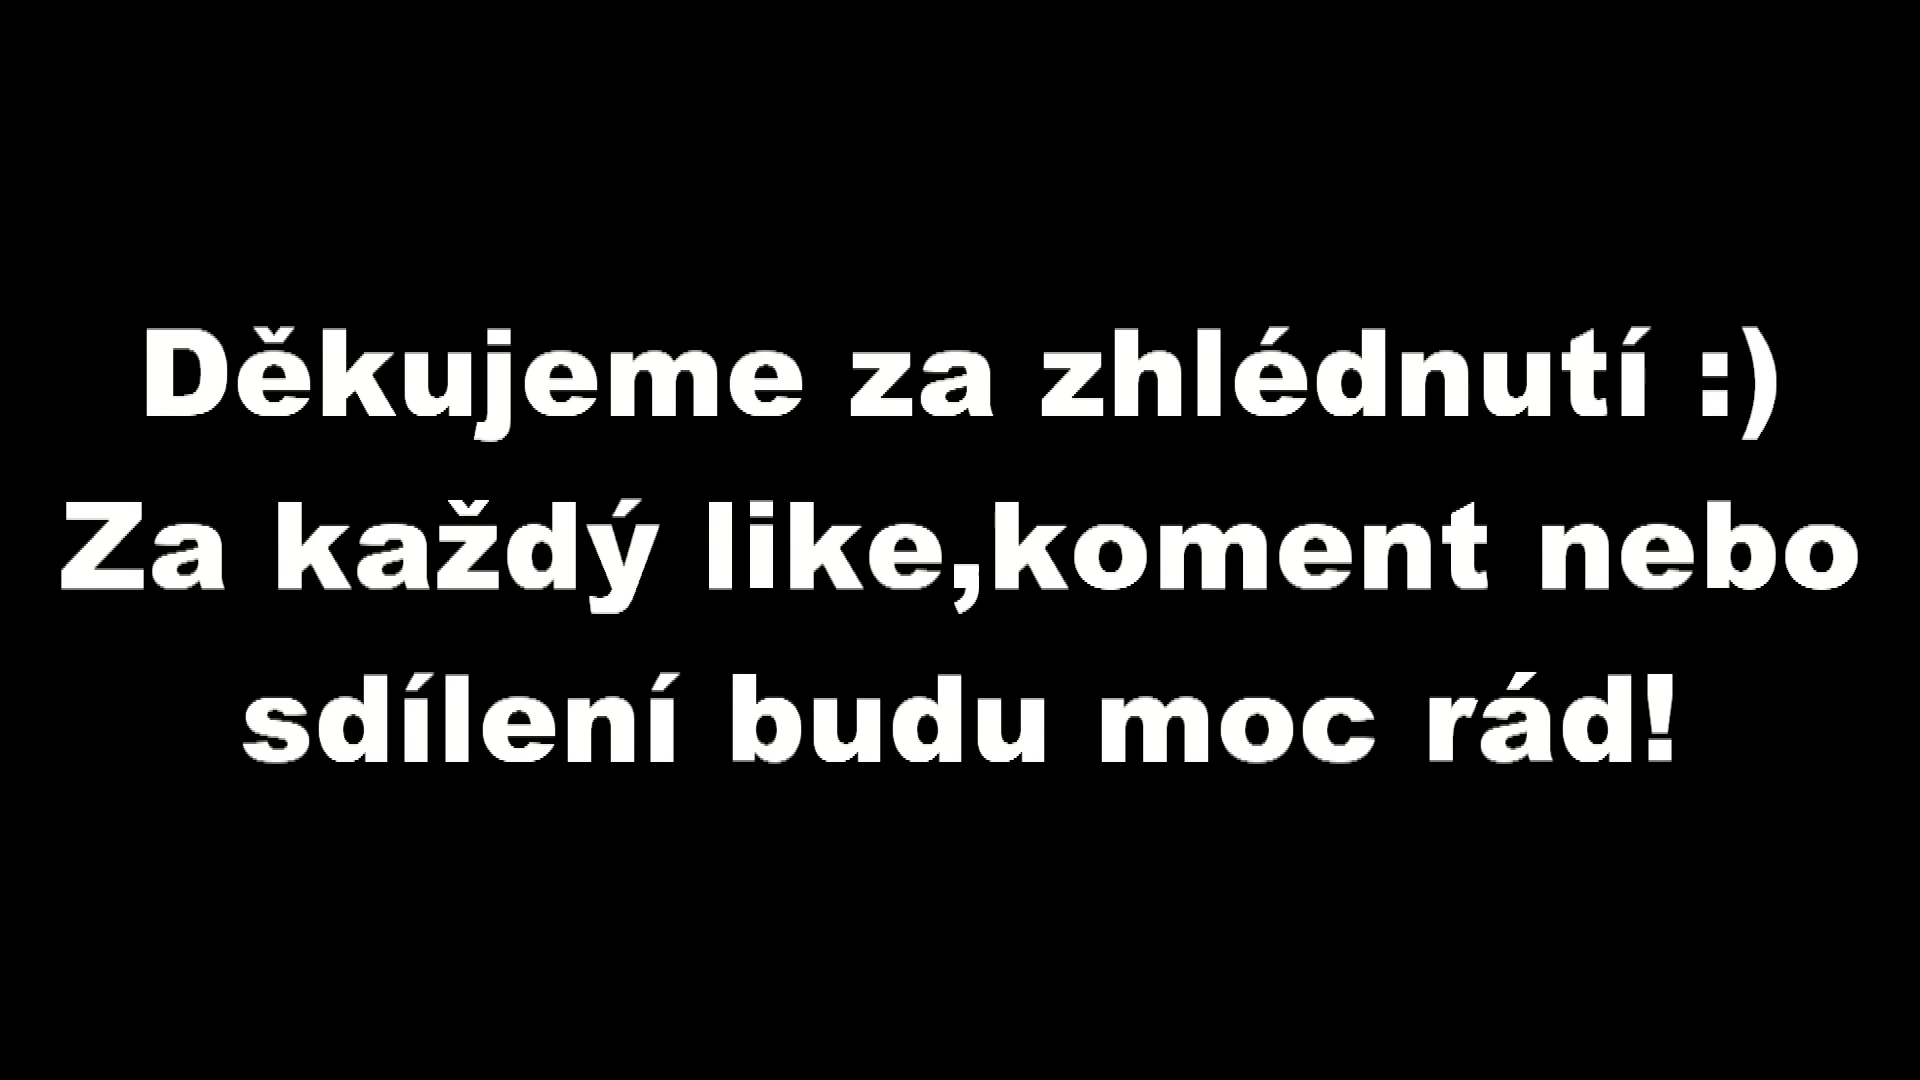 Děkujeme za zhlédnutí :)
Za každý like,koment nebo
sdílení budu moc rád!